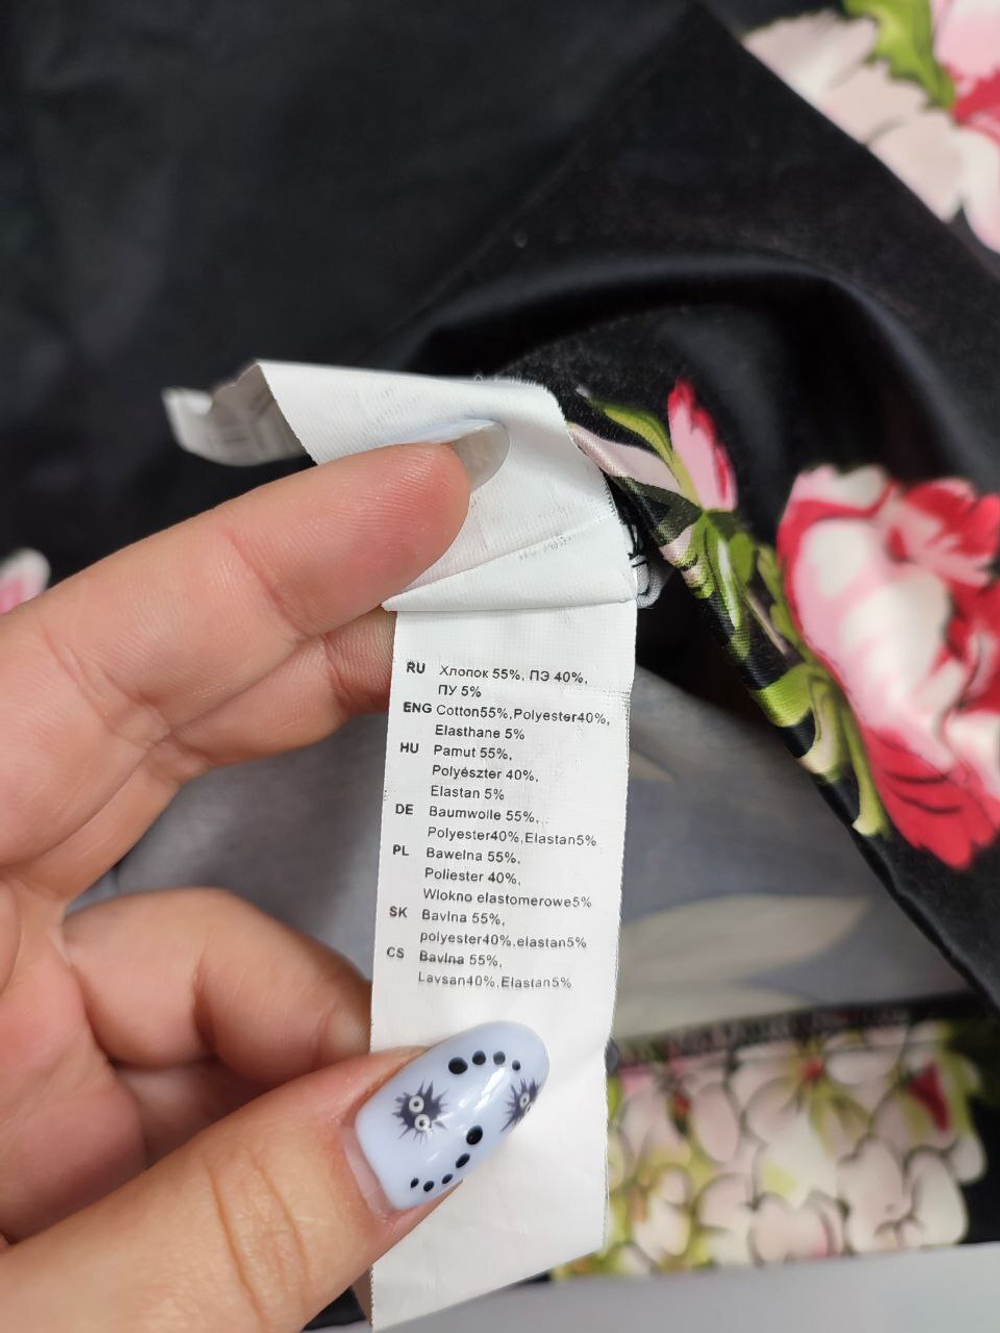 RU Хлопок 55%, ПЭ 40%,
ПУ 5%
ENG Cotton55%,Polyester40%,
Elasthane 5%
HU Pamut 55%,
Polyészter 40%,
Elastan 5%
DE Baumwolle 55%,
Polyester40%,Elastan5%
PL Bawelna 55%,
Poliester 40%,
Wlokno elastomerowe5%
SK Bavlna 55%,
polyester40%,elastan5%
CS Bavlna 55%,
Lavsan40%,Elastan5%